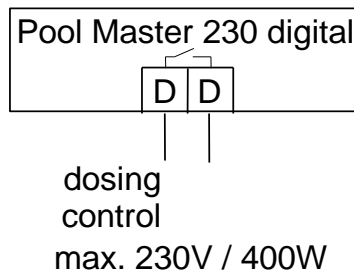 Pool Master 230 digital
D D
dosing
control
max. 230V / 400W